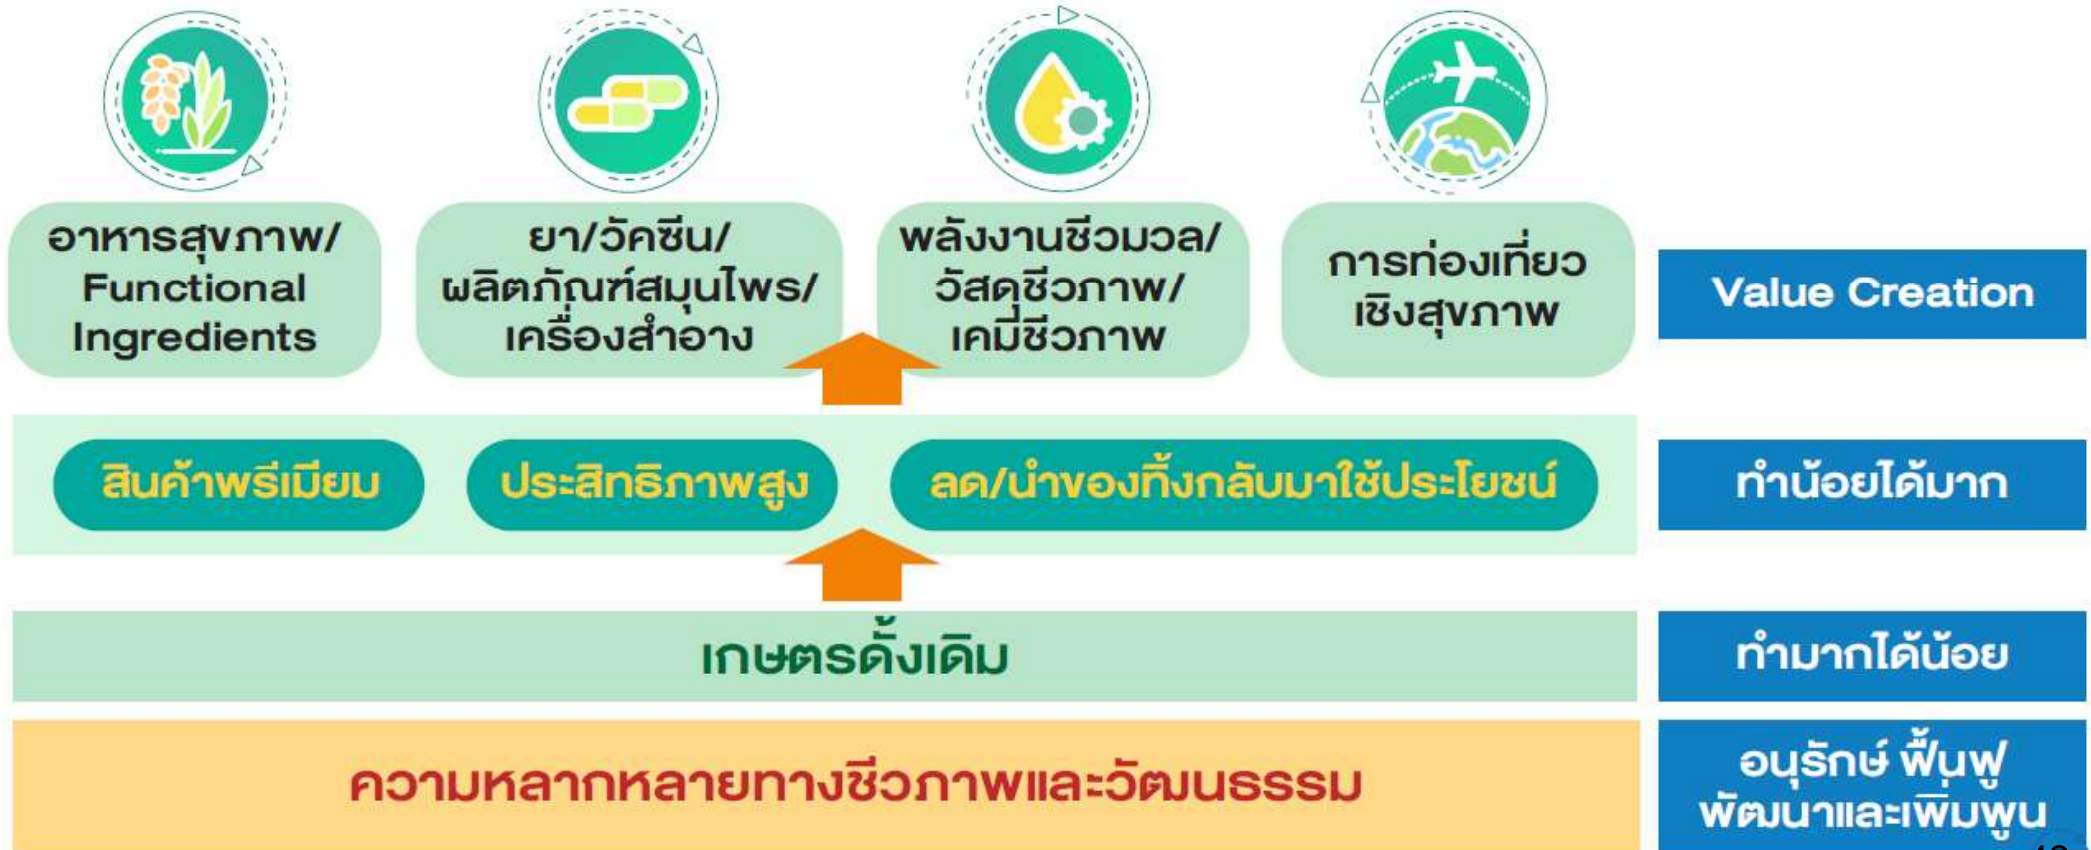 อาหารสุขภาพ/
Functional
Ingredients
ยา/วัคซีน/
ผลิตภัณฑ์สมุนไพร/
เครื่องสำอาง
พลังงานชีวมวล/
วัสดุชีวภาพ/
เคมีชีวภาพ
การท่องเที่ยว
เชิงสุขภาพ
Value Creation
สินค้าพรีเมียม
ประสิทธิภาพสูง
ลด/นำของทิ้งกลับมาใช้ประโยชน์
ทำน้อยได้มาก
เกษตรดั้งเดิม
ทำมากได้น้อย
ความหลากหลายทางชีวภาพและวัฒนธรรม
อนุรักษ์ ฟื้นฟู
พัฒนาและเพิ่มพูน